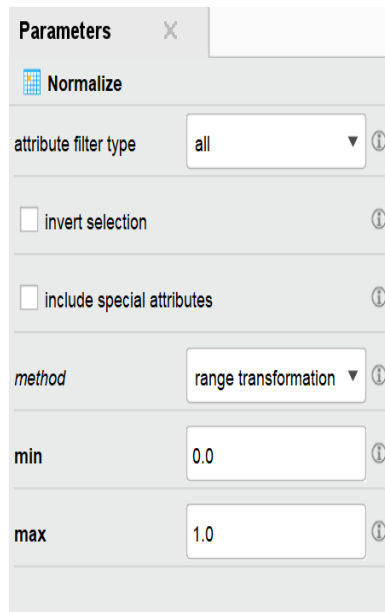 Parameters
Normalize
attribute filter type all
invert selection
include special attributes
method range transformation
min 0.0
max 1.0